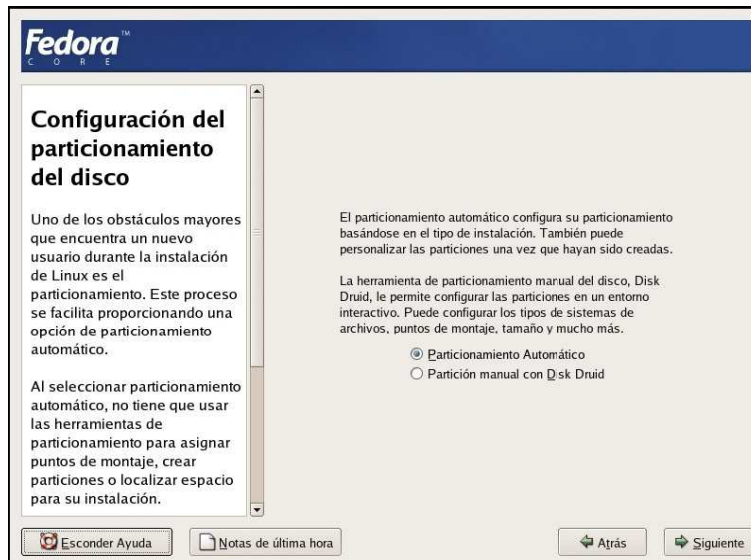 Fedora™
CORE
Configuración del
particionamiento
del disco
Uno de los obstáculos mayores
que encuentra un nuevo
usuario durante la instalación
de Linux es el
particionamiento. Este proceso
se facilita proporcionando una
opción de particionamiento
automático.
Al seleccionar particionamiento
automático, no tiene que usar
las herramientas de
particionamiento para asignar
puntos de montaje, crear
particiones o localizar espacio
para su instalación.
El particionamiento automático configura su particionamiento
basándose en el tipo de instalación. También puede
personalizar las particiones una vez que hayan sido creadas.
La herramienta de particionamiento manual del disco, Disk
Druid, le permite configurar las particiones en un entorno
interactivo. Puede configurar los tipos de sistemas de
archivos, puntos de montaje, tamaño y mucho más.
Particionamiento Automático
Partición manual con Disk Druid
Esconder Ayuda
Notas de última hora
Atrás
Siguiente